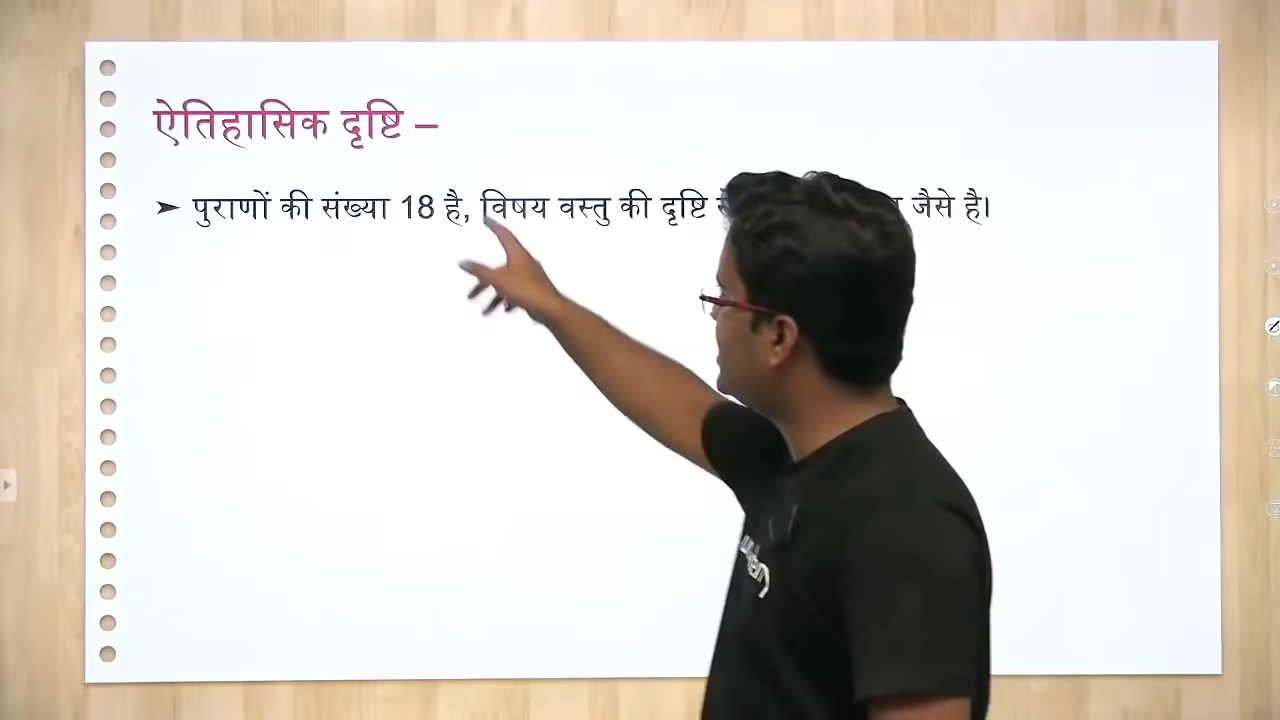 ऐतिहासिक दृष्टि –
➢ पुराणों की संख्या 18 है, विषय वस्तु की दृष्टि जैसे है।